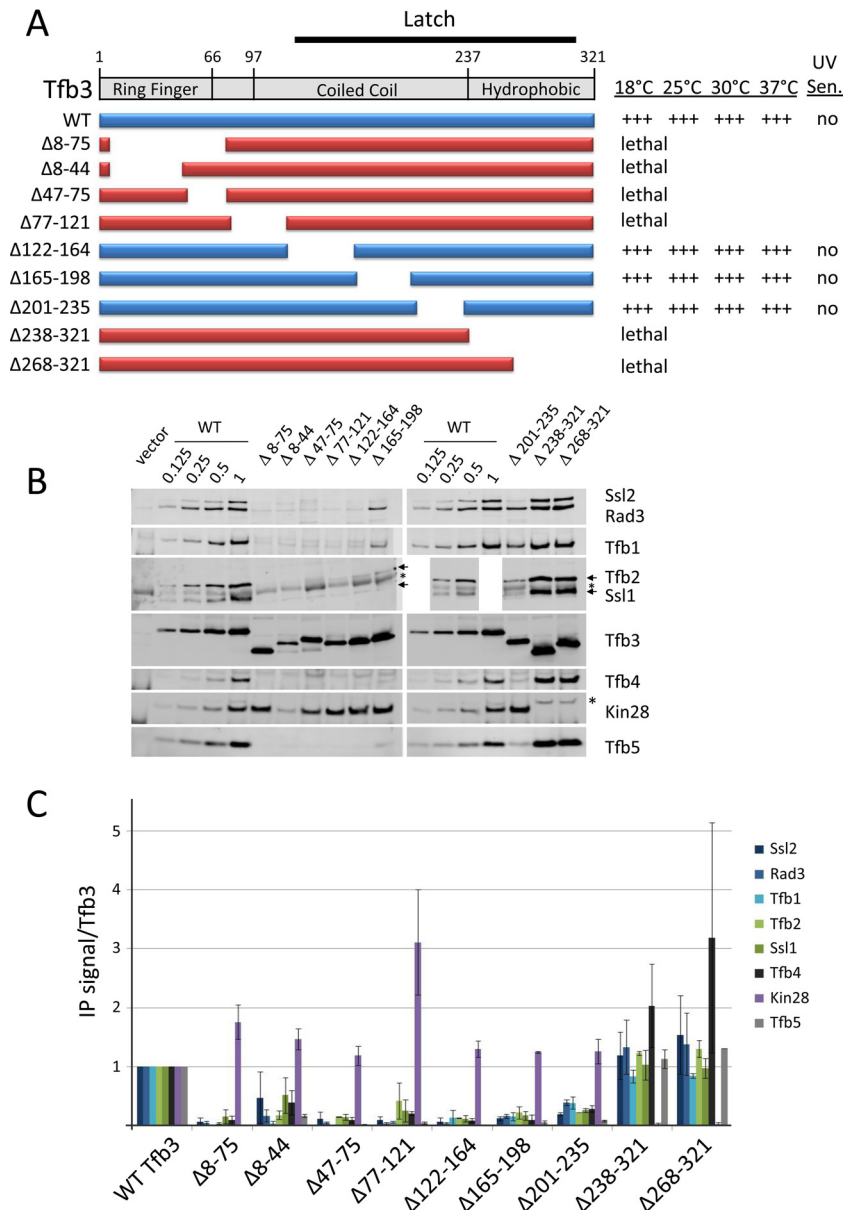 A
Latch
1 66 97 237 321
UV
Tfb3 Ring Finger Coiled Coil Hydrophobic 18°C 25°C 30°C 37°C Sen.
WT +++ +++ +++ +++ no
Δ8-75 lethal
Δ8-44 lethal
Δ47-75 lethal
Δ77-121 lethal
Δ122-164 +++ +++ +++ +++ no
Δ165-198 +++ +++ +++ +++ no
Δ201-235 +++ +++ +++ +++ no
Δ238-321 lethal
Δ268-321 lethal
B
WT WT
vector 0.125 0.25 0.5 1 Δ 8-75 Δ 8-44 Δ 47-75 Δ 77-121 Δ 122-164 Δ 165-198 0.125 0.25 0.5 1 Δ 201-235 Δ 238-321 Δ 268-321
Ssl2
Rad3
Tfb1
Tfb2
* *
Ssl1
Tfb3
Tfb4
*
Kin28
Tfb5
C
IP signal/Tfb3
5
4
3
2
1
Ssl2
Rad3
Tfb1
Tfb2
Ssl1
Tfb4
Kin28
Tfb5
WT Tfb3 Δ8-75 Δ8-44 Δ47-75 Δ77-121 Δ122-164 Δ165-198 Δ201-235 Δ238-321 Δ268-321